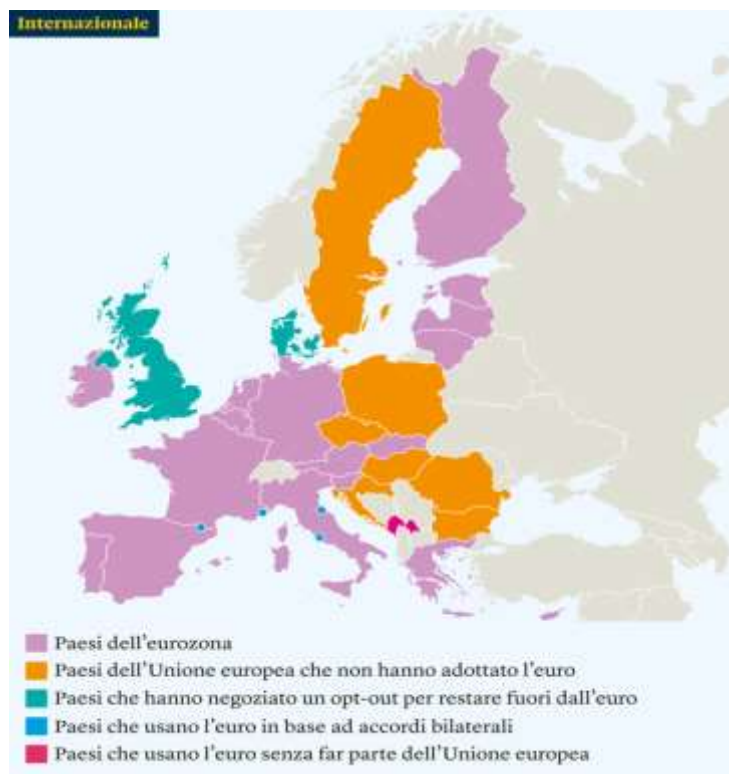 Internazionale
Paesi dell'eurozona
Paesi dell'Unione europea che non hanno adottato l'euro
Paesi che hanno negoziato un opt-out per restare fuori dall'euro
Paesi che usano l'euro in base ad accordi bilaterali
Paesi che usano l'euro senza far parte dell'Unione europea